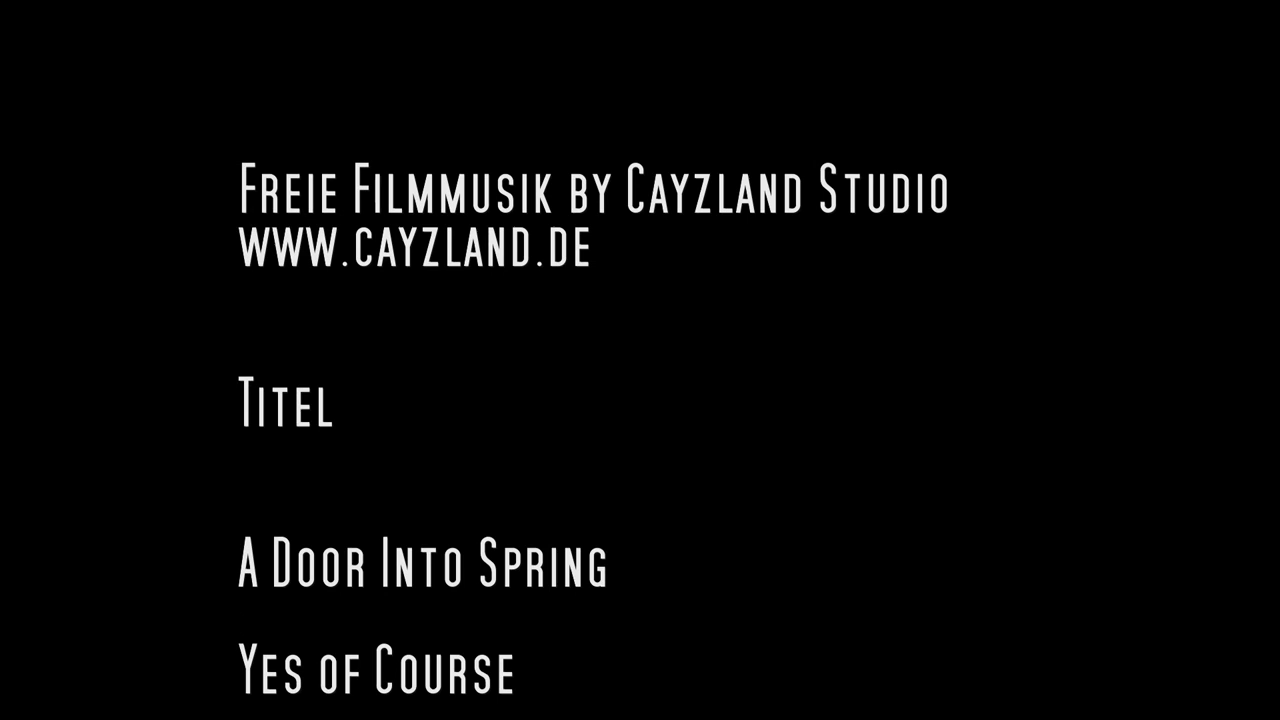 Freie Filmmusik by Cayzland Studio
www.cayzland.de
Titel
A Door Into Spring
Yes of Course